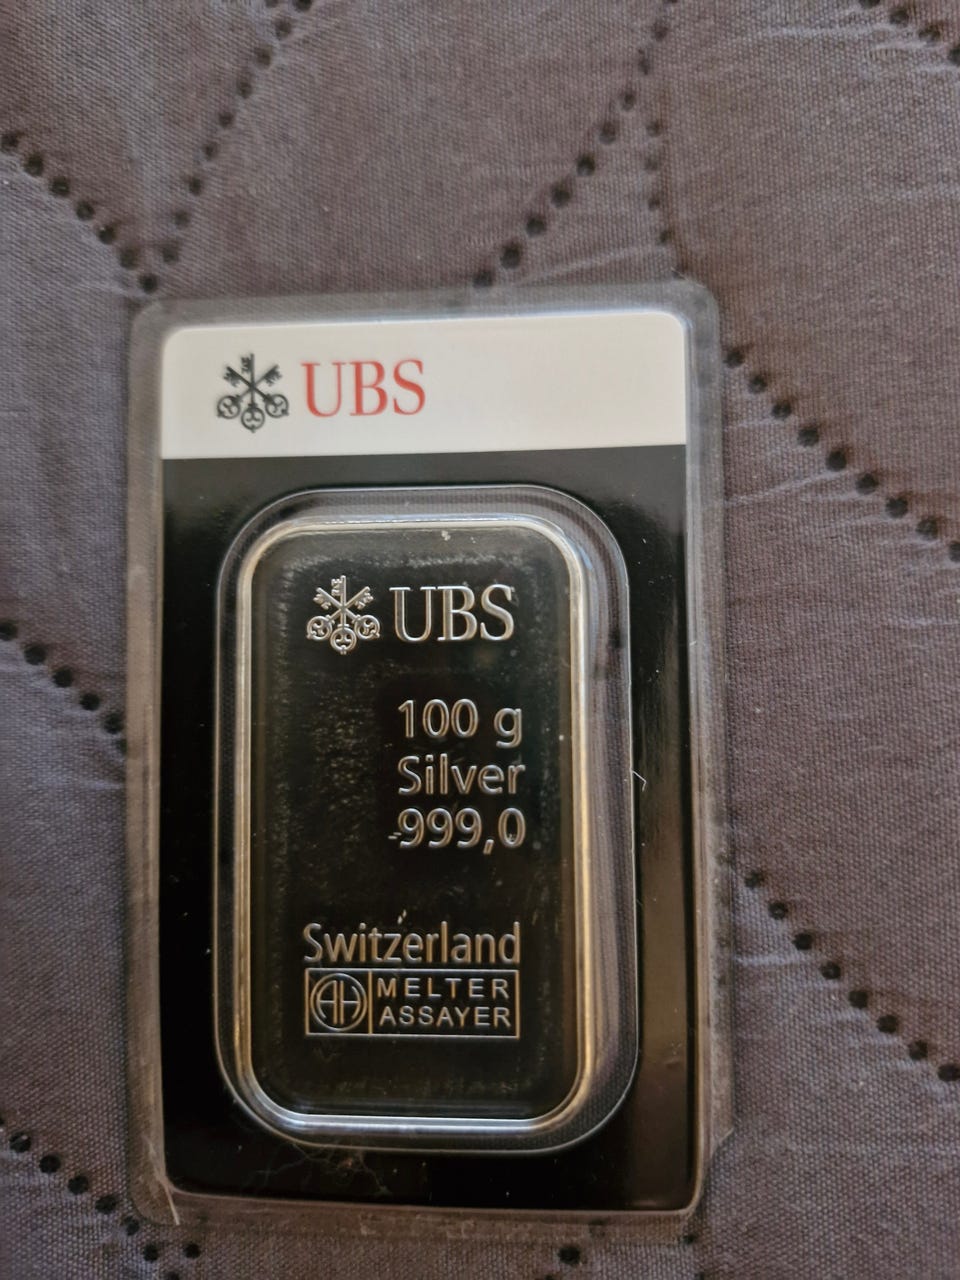 UBS
UBS
100 g
Silver
999,0
Switzerland
AH MELTER
ASSAYER